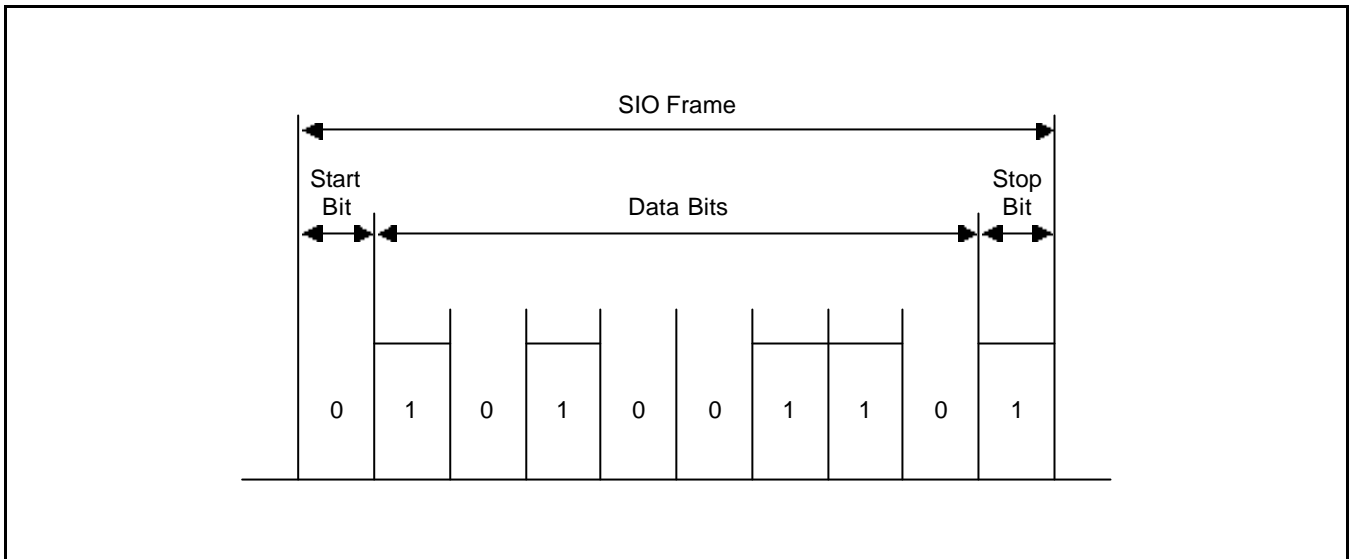 SIO Frame
Start
Bit
Data Bits
Stop
Bit
0 1 0 1 0 0 1 1 0 1